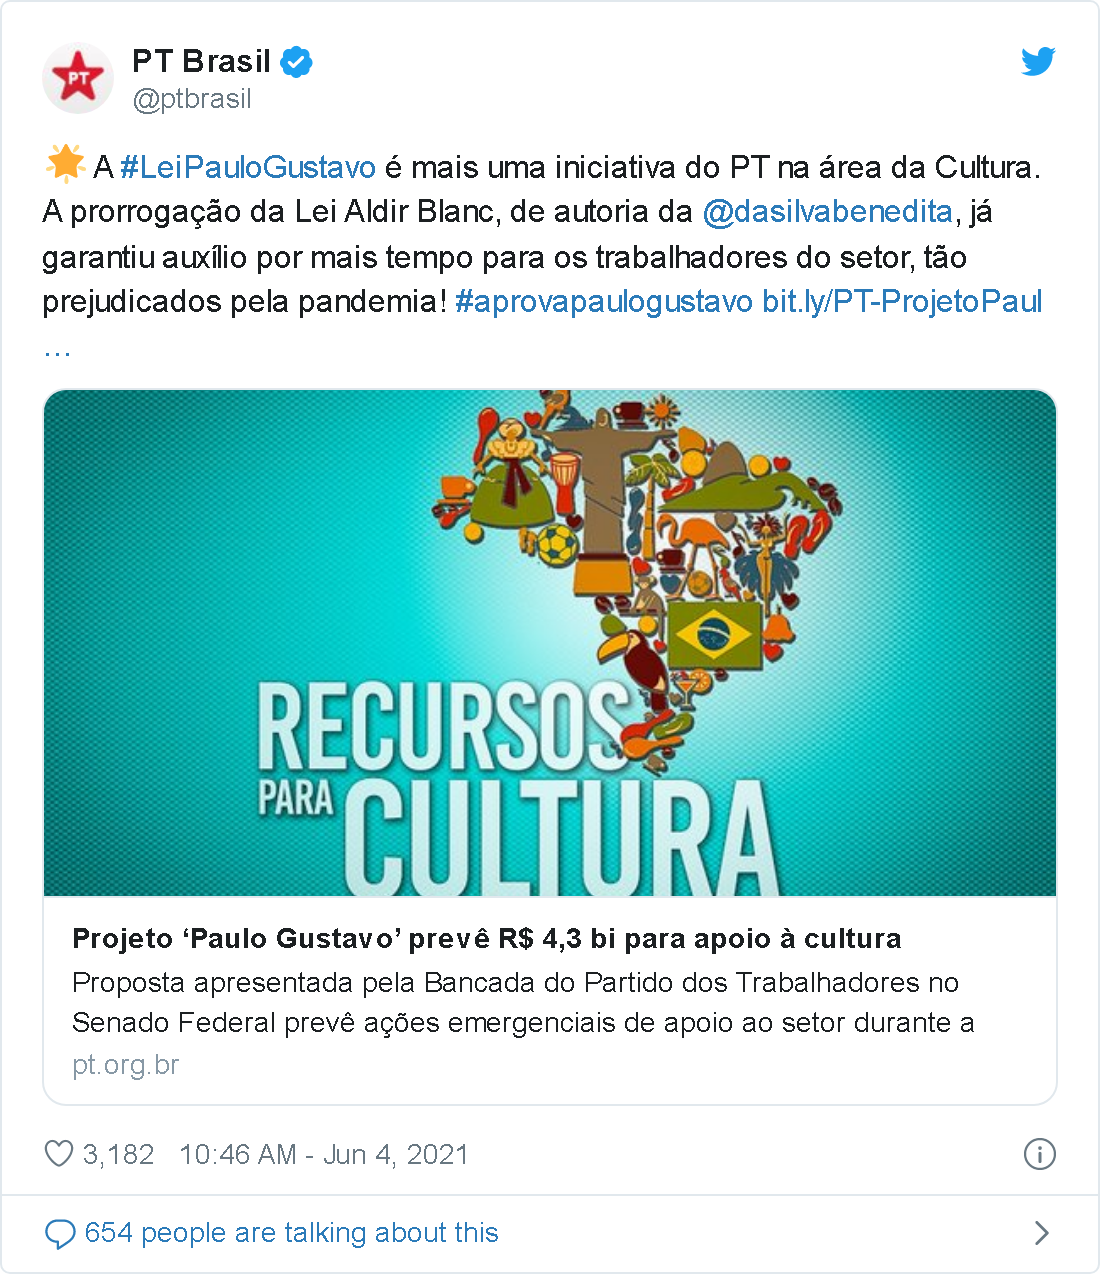 PT
PT Brasil
@ptbrasil
🌟 A #LeiPauloGustavo é mais uma iniciativa do PT na área da Cultura.
A prorrogação da Lei Aldir Blanc, de autoria da @dasilvabenedita, já
garantiu auxílio por mais tempo para os trabalhadores do setor, tão
prejudicados pela pandemia! #aprovapaulogustavo bit.ly/PT-ProjetoPaul
…
RECURSOS
PARA CULTURA
Projeto ‘Paulo Gustavo’ prevê R$ 4,3 bi para apoio à cultura
Proposta apresentada pela Bancada do Partido dos Trabalhadores no
Senado Federal prevê ações emergenciais de apoio ao setor durante a
pt.org.br
3,182 10:46 AM - Jun 4, 2021
654 people are talking about this